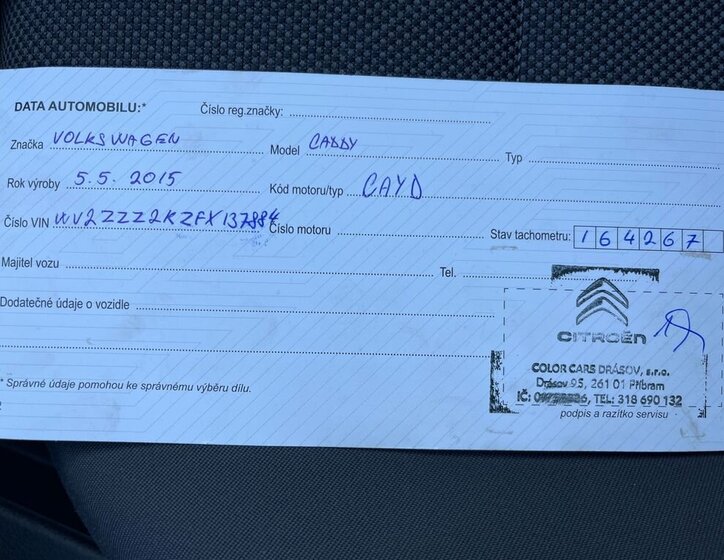 DATA AUTOMOBILU:* Číslo reg.značky:
Značka VOLKSWAGEN Model CADDY Typ
Rok výroby 5.5. 2015 Kód motoru/typ CAYD
Číslo VIN WV2ZZZ2KZFX137884 Číslo motoru Stav tachometru: 164267
Majitel vozu Tel.
Dodatečné údaje o vozidle
CITROËN
COLOR CARS DRÁSOV, s.r.o.
Drásov 95, 261 01 Příbram
IČ: TEL: 318 690 132
* Správné údaje pomohou ke správnému výběru dílu.
podpis a razítko servisu